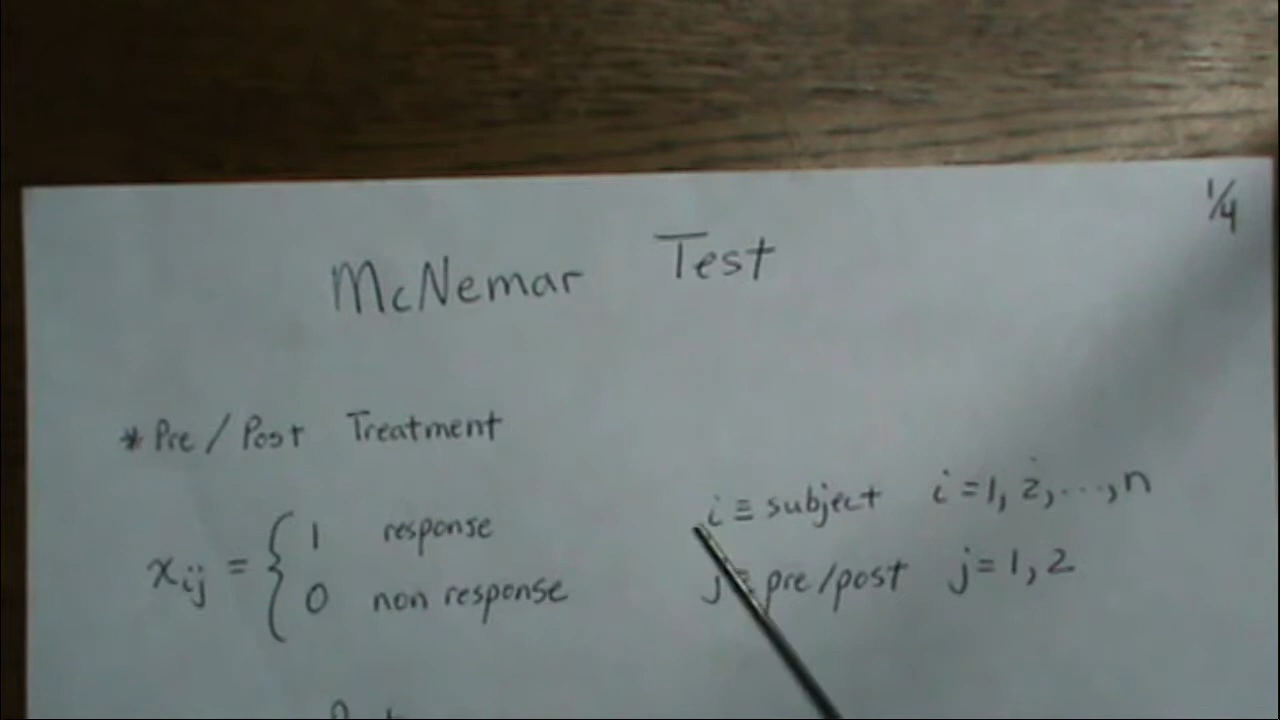 1/4
McNemar Test
* Pre / Post Treatment
x_ij = { 1 response
0 non response
i ≡ subject i = 1, 2, ..., n
j ≡ pre/post j = 1, 2